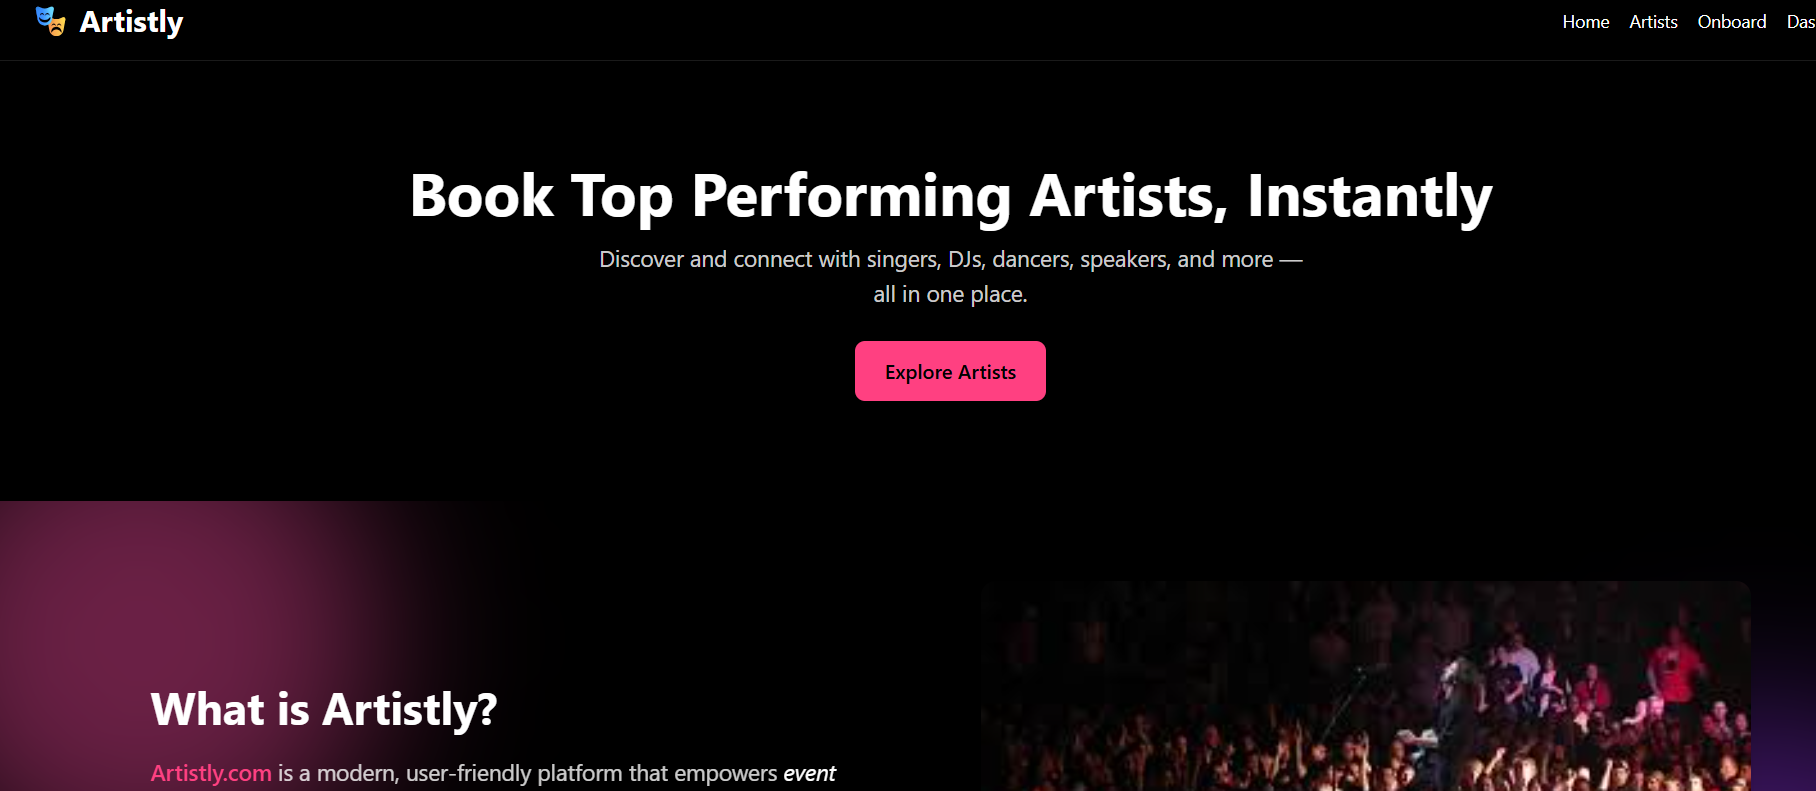 Artistly
Home Artists Onboard Das
Book Top Performing Artists, Instantly
Discover and connect with singers, DJs, dancers, speakers, and more —
all in one place.
Explore Artists
What is Artistly?
Artistly.com is a modern, user-friendly platform that empowers event